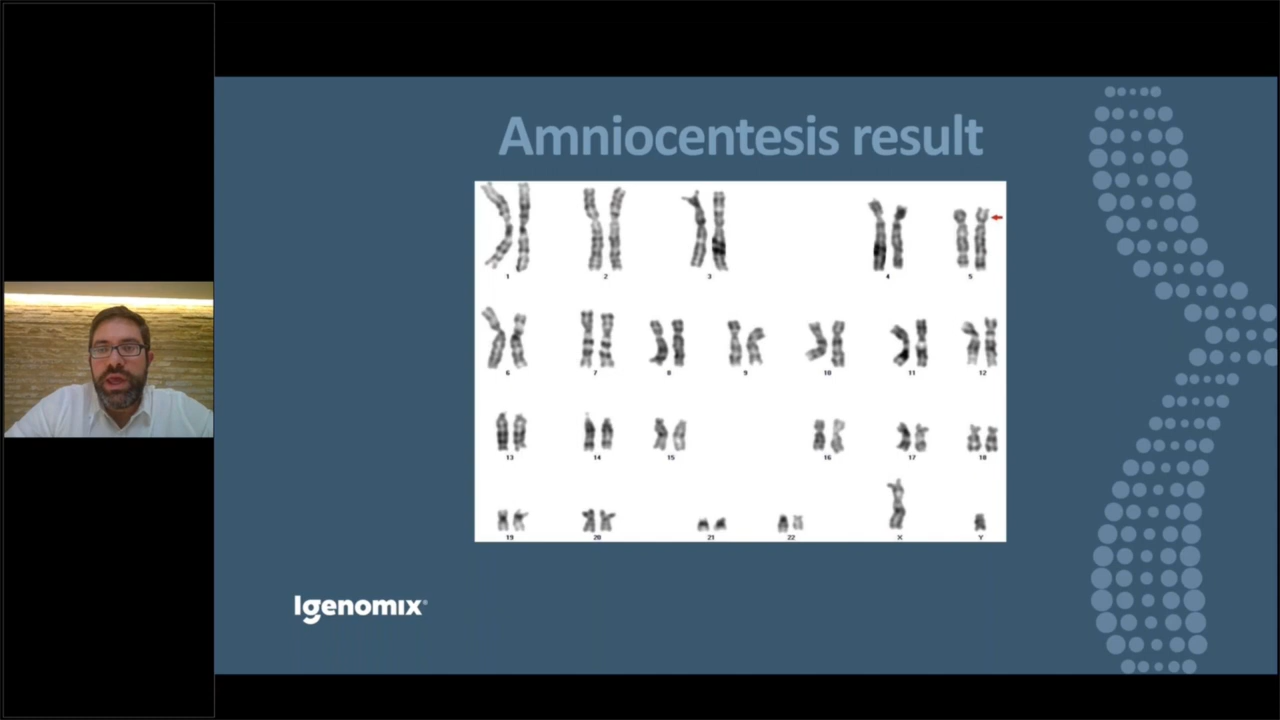 Amniocentesis result
1 2 3 4 5
6 7 8 9 10 11 12
13 14 15 16 17 18
19 20 21 22 X Y
Igenomix®